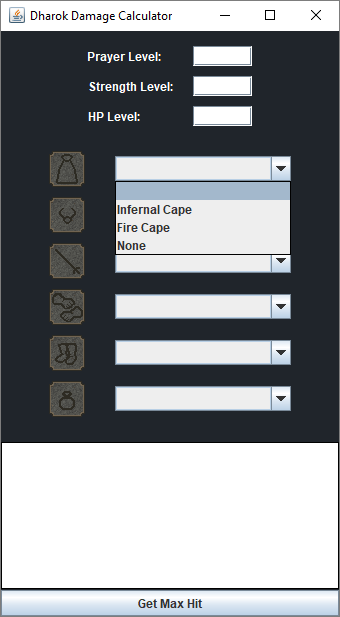 Dharok Damage Calculator
Prayer Level:
Strength Level:
HP Level:
Infernal Cape
Fire Cape
None
Get Max Hit